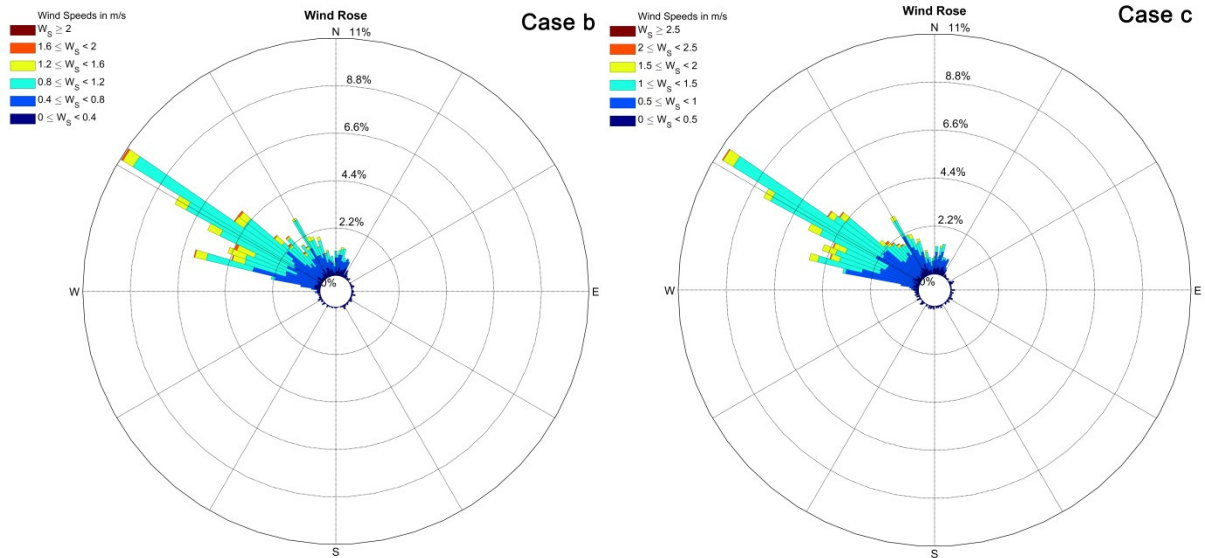 Wind Speeds in m/s
W_S ≥ 2
1.6 ≤ W_S < 2
1.2 ≤ W_S < 1.6
0.8 ≤ W_S < 1.2
0.4 ≤ W_S < 0.8
0 ≤ W_S < 0.4
Wind Rose
Case b
N 11%
8.8%
6.6%
4.4%
2.2%
0%
W
E
S
Wind Speeds in m/s
W_S ≥ 2.5
2 ≤ W_S < 2.5
1.5 ≤ W_S < 2
1 ≤ W_S < 1.5
0.5 ≤ W_S < 1
0 ≤ W_S < 0.5
Wind Rose
Case c
N 11%
8.8%
6.6%
4.4%
2.2%
0%
W
E
S